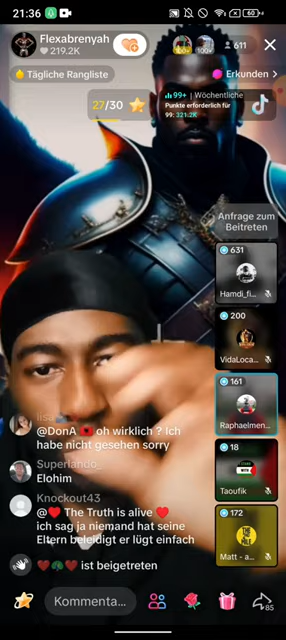 21:36
60
Flexabrenyah
219.2K
611
Tägliche Rangliste
Erkunden >
27/30
99+ | Wöchentliche
Punkte erforderlich für
99: 321.2K
Anfrage zum
Beitreten
631
Hamdi_fi...
200
VidaLoca...
161
Raphaelmen...
18
Taoufik
172
Matt - a...
@DonA oh wirklich ? Ich
habe nicht gesehen sorry
Superlando_
Elohim
Knockout43
@ The Truth is alive
ich sag ja niemand hat seine
Eltern beleidigt er lügt einfach
ist beigetreten
Kommenta...
85